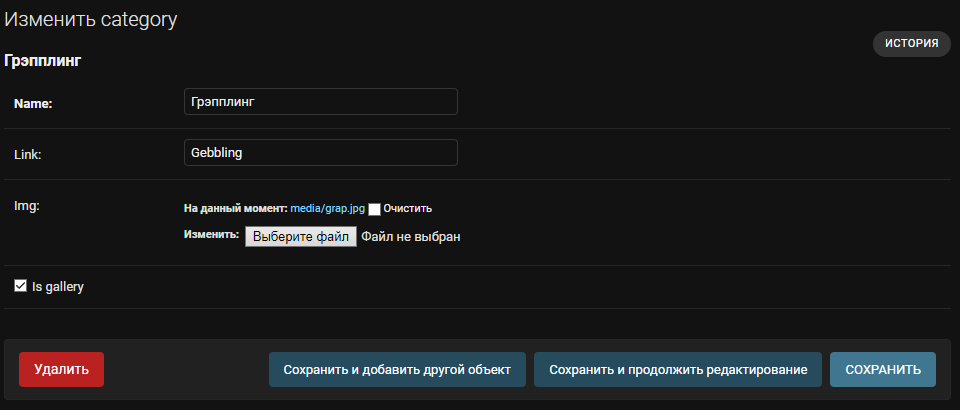 Изменить category
ИСТОРИЯ
Грэпплинг
Name: Грэпплинг
Link: Gebbling
Img: На данный момент: media/grap.jpg Очистить
Изменить: Выберите файл Файл не выбран
Is gallery
Удалить Сохранить и добавить другой объект Сохранить и продолжить редактирование СОХРАНИТЬ